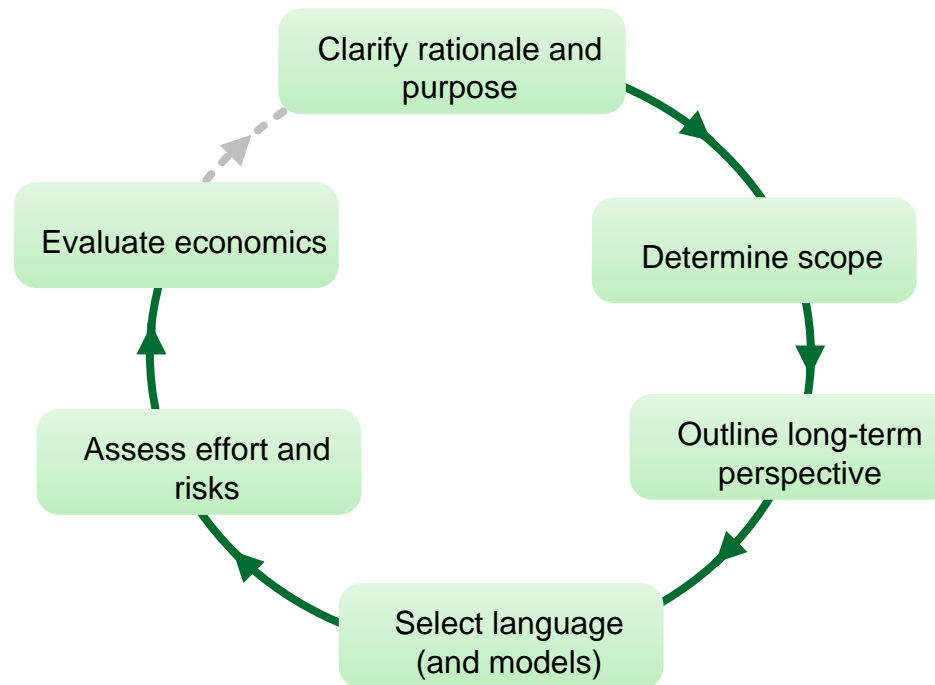 Clarify rationale and
purpose
Determine scope
Outline long-term
perspective
Select language
(and models)
Assess effort and
risks
Evaluate economics